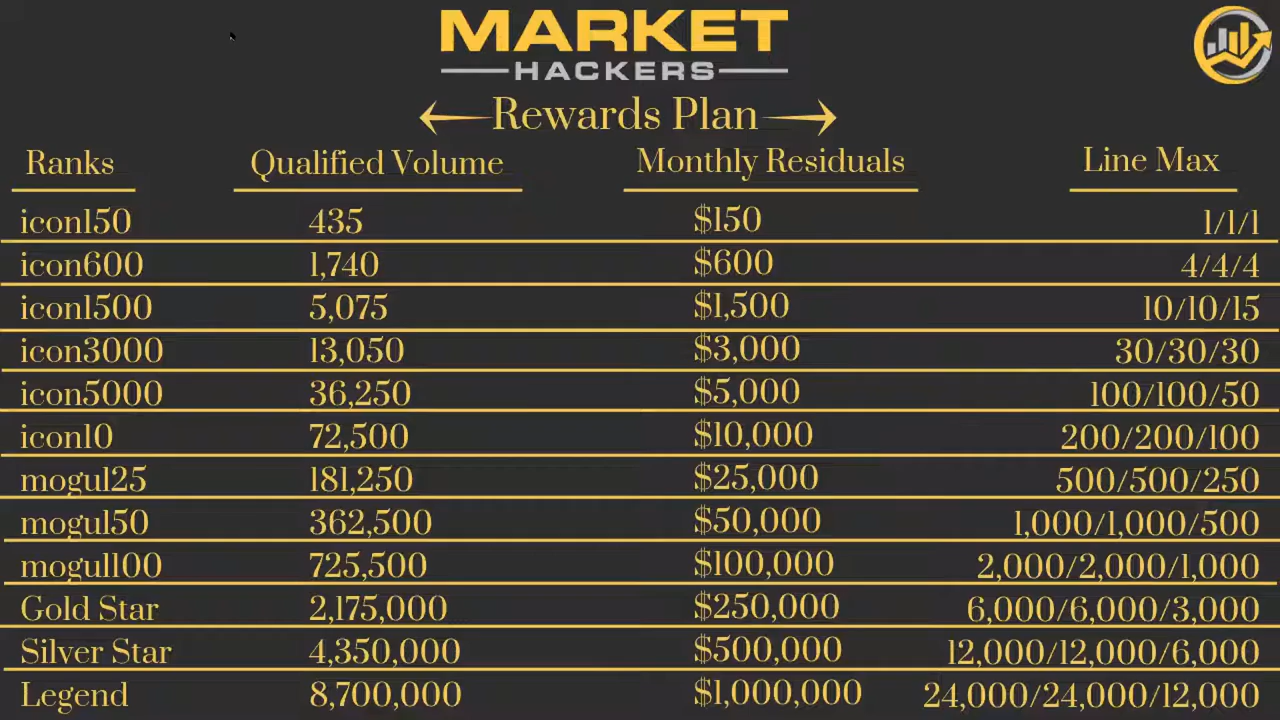 MARKET
HACKERS
Rewards Plan
Ranks Qualified Volume Monthly Residuals Line Max
icon150 435 $150 1/1/1
icon600 1,740 $600 4/4/4
icon1500 5,075 $1,500 10/10/15
icon3000 13,050 $3,000 30/30/30
icon5000 36,250 $5,000 100/100/50
icon10 72,500 $10,000 200/200/100
mogul25 181,250 $25,000 500/500/250
mogul50 362,500 $50,000 1,000/1,000/500
mogul100 725,500 $100,000 2,000/2,000/1,000
Gold Star 2,175,000 $250,000 6,000/6,000/3,000
Silver Star 4,350,000 $500,000 12,000/12,000/6,000
Legend 8,700,000 $1,000,000 24,000/24,000/12,000